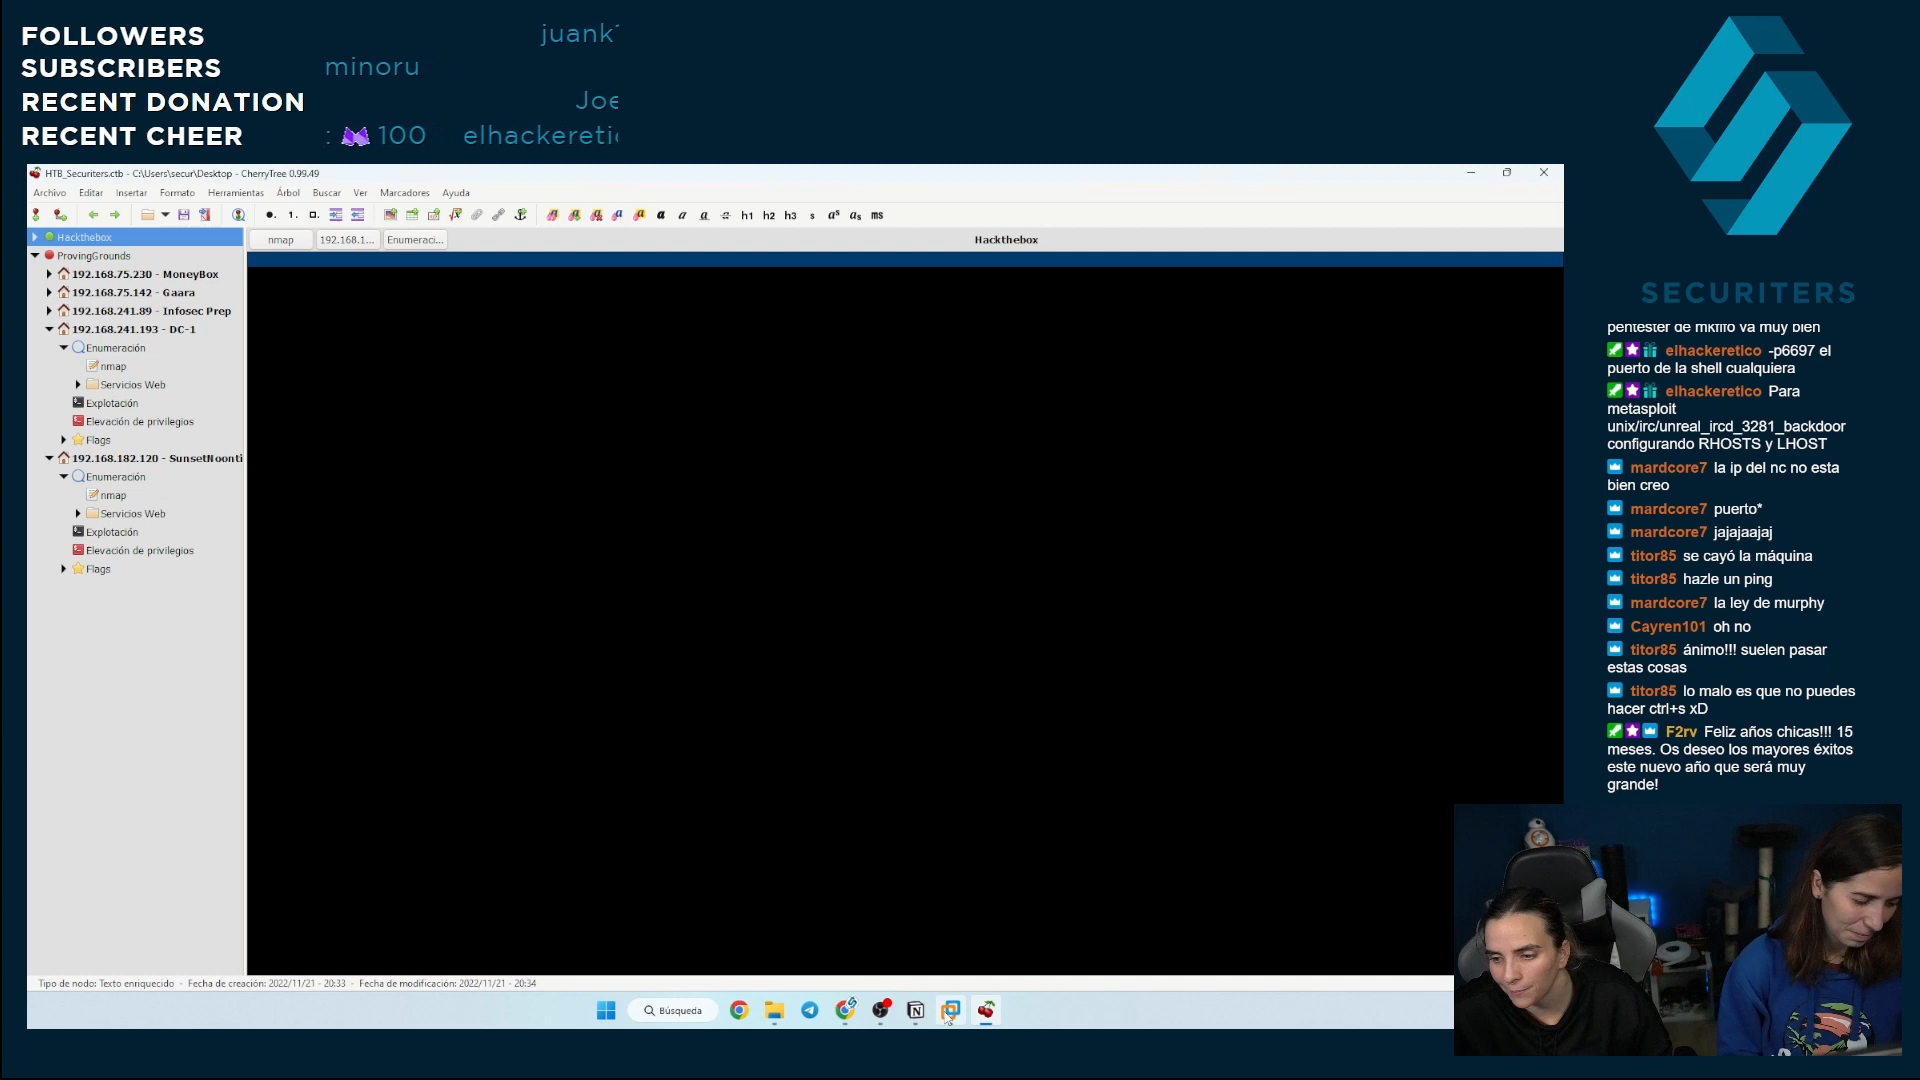 FOLLOWERS
juank
SUBSCRIBERS
minoru
RECENT DONATION
Joe
RECENT CHEER
: 100 elhackereti
HTB_Securiters.ctb - C:\Users\secur\Desktop - CherryTree 0.99.49
Archivo Editar Insertar Formato Herramientas Árbol Buscar Ver Marcadores Ayuda
1. h1 h2 h3 s a^s a_s ms
Hackthebox
nmap
192.168.1...
Enumeraci...
Hackthebox
ProvingGrounds
192.168.75.230 - MoneyBox
192.168.75.142 - Gaara
192.168.241.89 - Infosec Prep
192.168.241.193 - DC-1
Enumeración
nmap
Servicios Web
Explotación
Elevación de privilegios
Flags
192.168.182.120 - SunsetNoonti
Enumeración
nmap
Servicios Web
Explotación
Elevación de privilegios
Flags
Tipo de nodo: Texto enriquecido - Fecha de creación: 2022/11/21 - 20:33 - Fecha de modificación: 2022/11/21 - 20:34
Búsqueda
SECURITERS
pentester de mkfifo va muy bien
elhackeretico -p6697 el
puerto de la shell cualquiera
elhackeretico Para
metasploit
unix/irc/unreal_ircd_3281_backdoor
configurando RHOSTS y LHOST
mardcore7 la ip del nc no esta
bien creo
mardcore7 puerto*
mardcore7 jajajaajaj
titor85 se cayó la máquina
titor85 hazle un ping
mardcore7 la ley de murphy
Cayren101 oh no
titor85 ánimo!!! suelen pasar
estas cosas
titor85 lo malo es que no puedes
hacer ctrl+s xD
F2rv Feliz años chicas!!! 15
meses. Os deseo los mayores éxitos
este nuevo año que será muy
grande!